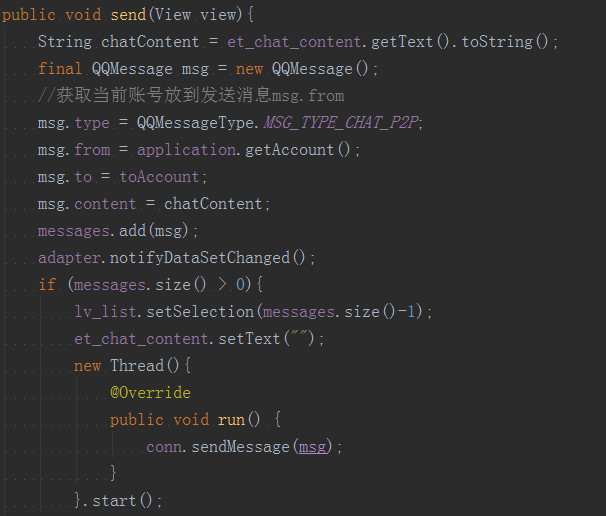 public void send(View view){
    String chatContent = et_chat_content.getText().toString();
    final QQMessage msg = new QQMessage();
    //获取当前账号放到发送消息msg.from
    msg.type = QQMessageType.MSG_TYPE_CHAT_P2P;
    msg.from = application.getAccount();
    msg.to = toAccount;
    msg.content = chatContent;
    messages.add(msg);
    adapter.notifyDataSetChanged();
    if (messages.size() > 0){
        lv_list.setSelection(messages.size()-1);
        et_chat_content.setText("");
        new Thread(){
            @Override
            public void run() {
                conn.sendMessage(msg);
            }
        }.start();